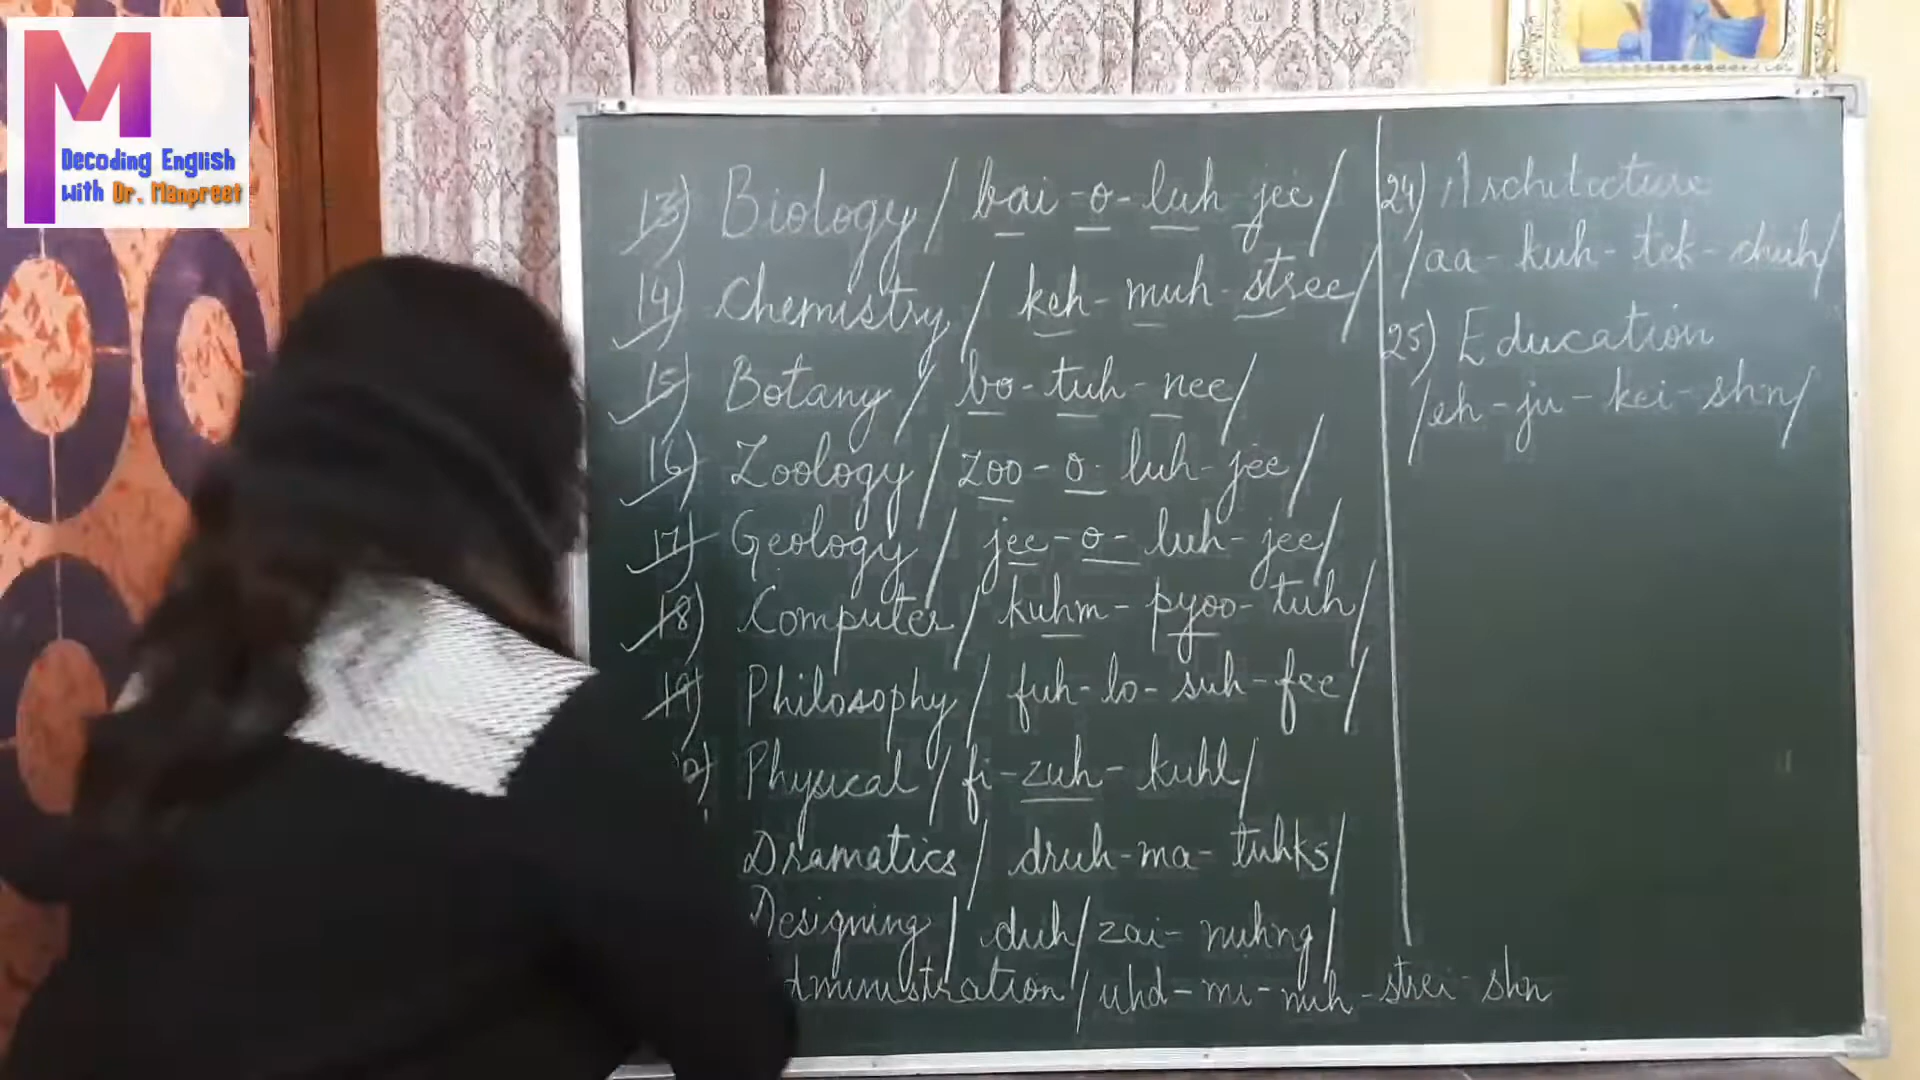 M
Decoding English
with Dr. Manpreet
13) Biology / bai-o-luh jee/
14) Chemistry / keh-muh-stree/
15) Botany / bo-tuh-nee/
16) Zoology / zoo-o-luh-jee/
17) Geology / jee-o-luh-jee/
18) Computer / kuhm-pyoo-tuh/
19) Philosophy / fuh-lo-suh-fee/
Physical / fi-zuh-kuhl/
Dramatics / druh-ma-tuhks/
Designing / duh/zai-nuhng/
dministration / uhd-mi-nuh-strei-shn
24) Architecture
/aa-kuh-tek-chuh/
25) Education
/eh-ju-kei-shn/